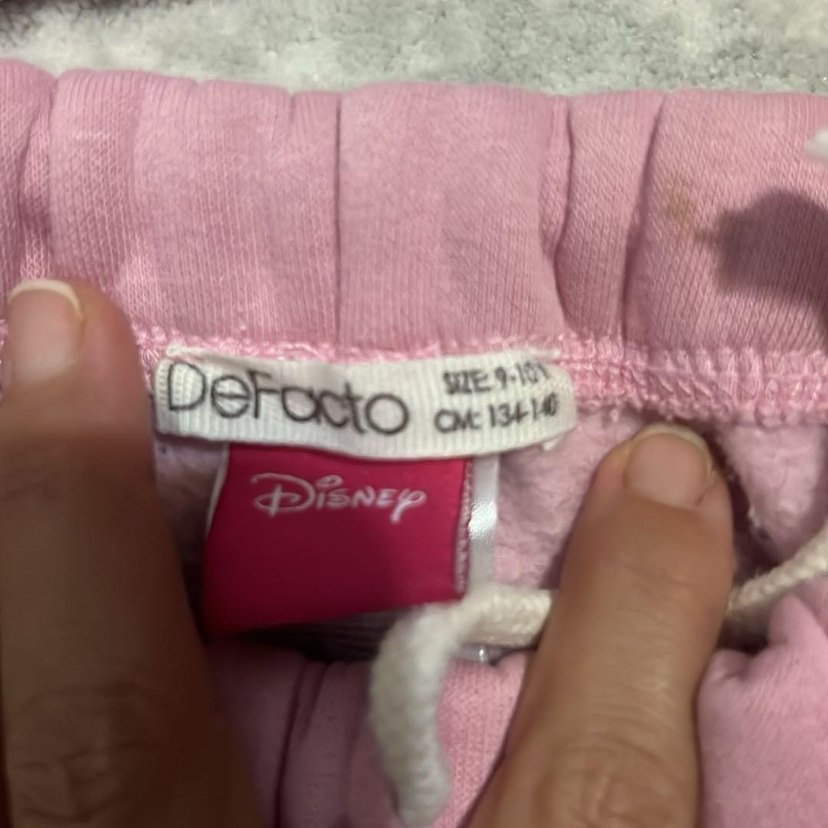 DeFacto
SIZE: 9-10Y
CM: 134-140
DISNEY